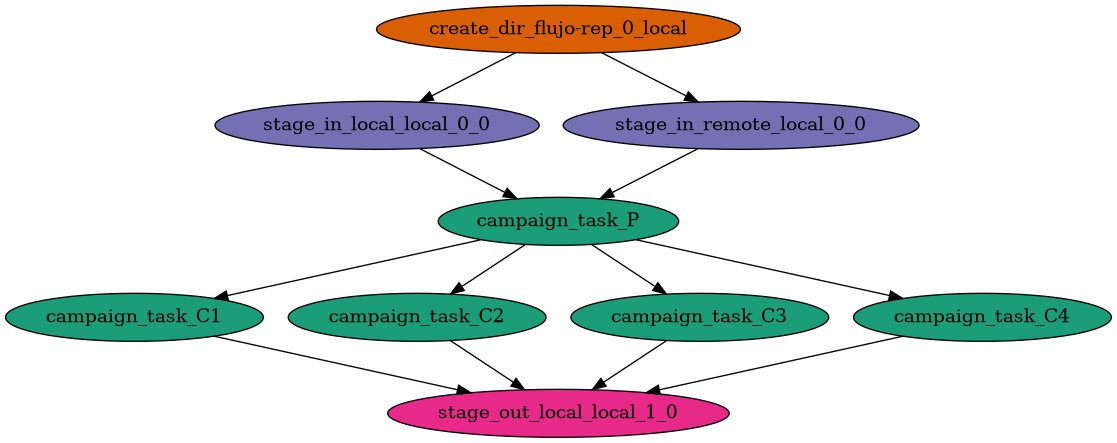 create_dir_flujo-rep_0_local
stage_in_local_local_0_0
stage_in_remote_local_0_0
campaign_task_P
campaign_task_C1
campaign_task_C2
campaign_task_C3
campaign_task_C4
stage_out_local_local_1_0